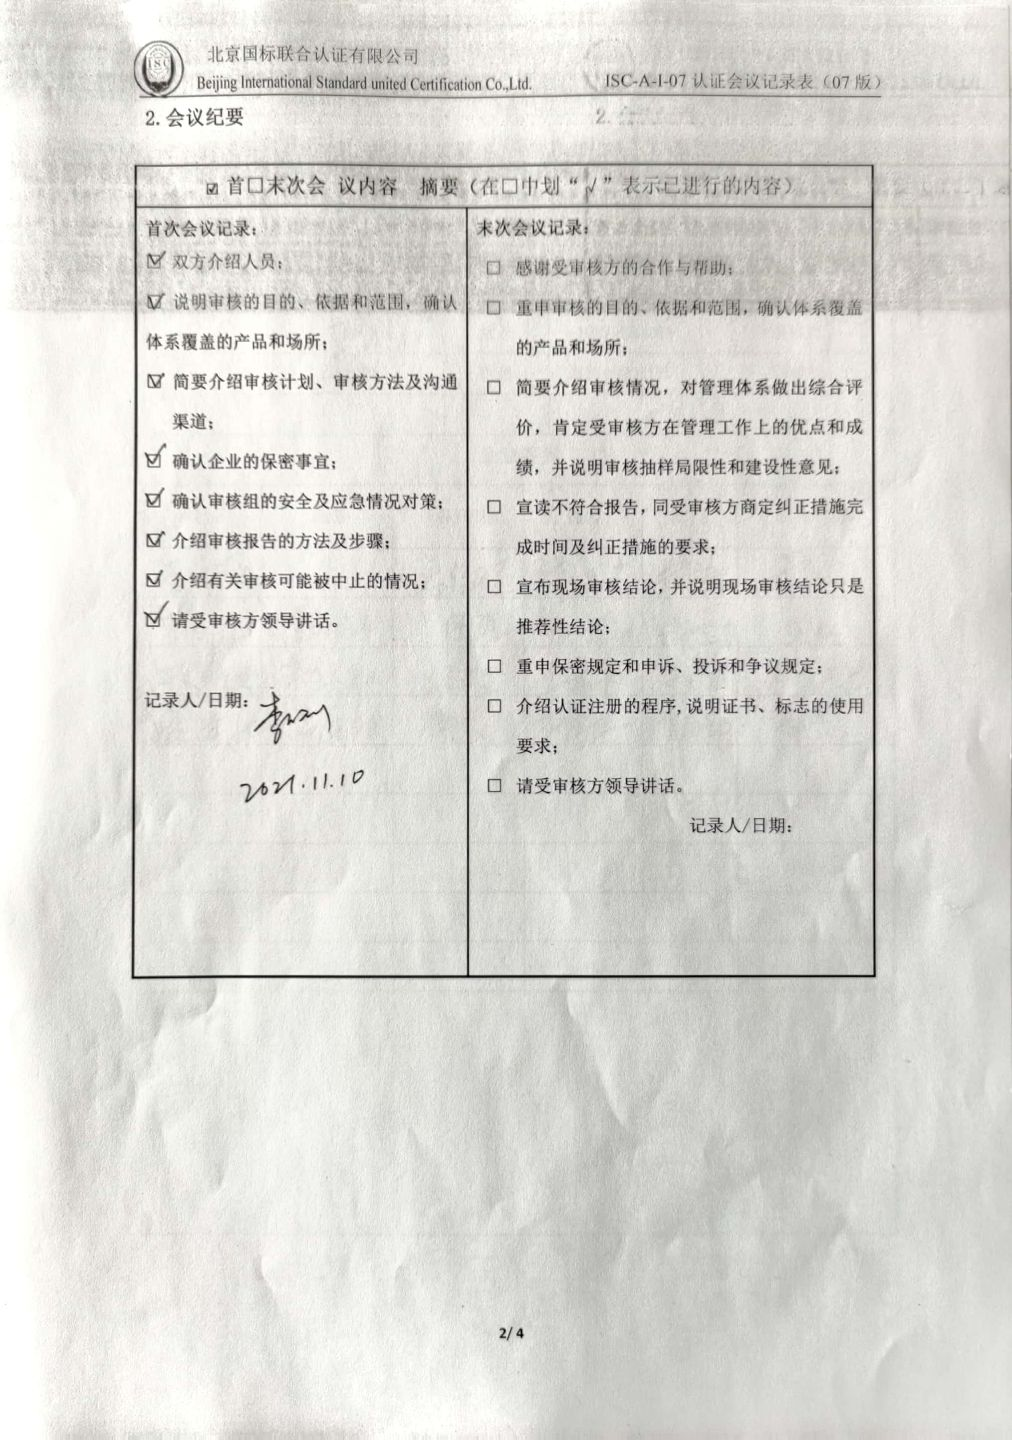 ISC
北京国标联合认证有限公司
Beijing International Standard united Certification Co.,Ltd.
ISC-A-I-07 认证会议记录表（07 版）
2. 会议纪要
☑ 首□末次会 议内容 摘要（在□中划“√”表示已进行的内容）
首次会议记录：
☑ 双方介绍人员；
☑ 说明审核的目的、依据和范围，确认
体系覆盖的产品和场所；
☑ 简要介绍审核计划、审核方法及沟通
渠道；
☑ 确认企业的保密事宜；
☑ 确认审核组的安全及应急情况对策；
☑ 介绍审核报告的方法及步骤；
☑ 介绍有关审核可能被中止的情况；
☑ 请受审核方领导讲话。
记录人/日期：
2021.11.10
末次会议记录：
□ 感谢受审核方的合作与帮助；
□ 重申审核的目的、依据和范围，确认体系覆盖
的产品和场所；
□ 简要介绍审核情况，对管理体系做出综合评
价，肯定受审核方在管理工作上的优点和成
绩，并说明审核抽样局限性和建设性意见；
□ 宣读不符合报告，同受审核方商定纠正措施完
成时间及纠正措施的要求；
□ 宣布现场审核结论，并说明现场审核结论只是
推荐性结论；
□ 重申保密规定和申诉、投诉和争议规定；
□ 介绍认证注册的程序，说明证书、标志的使用
要求；
□ 请受审核方领导讲话。
记录人/日期：
2/ 4